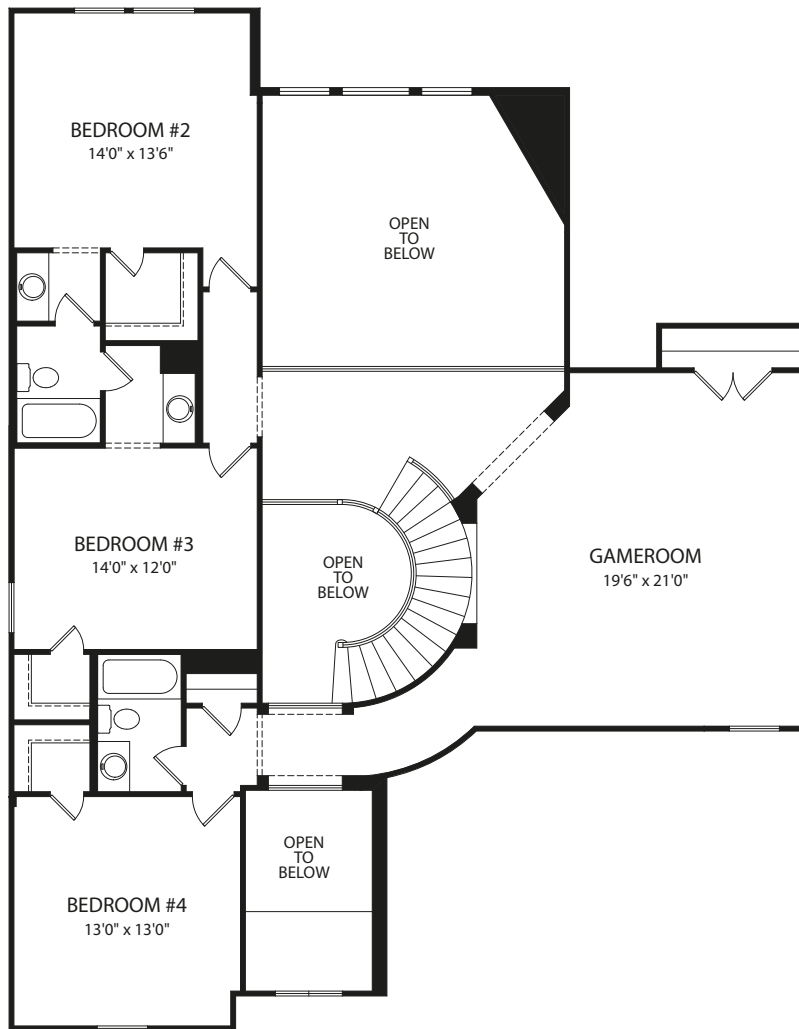 BEDROOM #2
14'0" x 13'6"
OPEN
TO
BELOW
BEDROOM #3
14'0" x 12'0"
OPEN
TO
BELOW
GAMEROOM
19'6" x 21'0"
OPEN
TO
BELOW
BEDROOM #4
13'0" x 13'0"